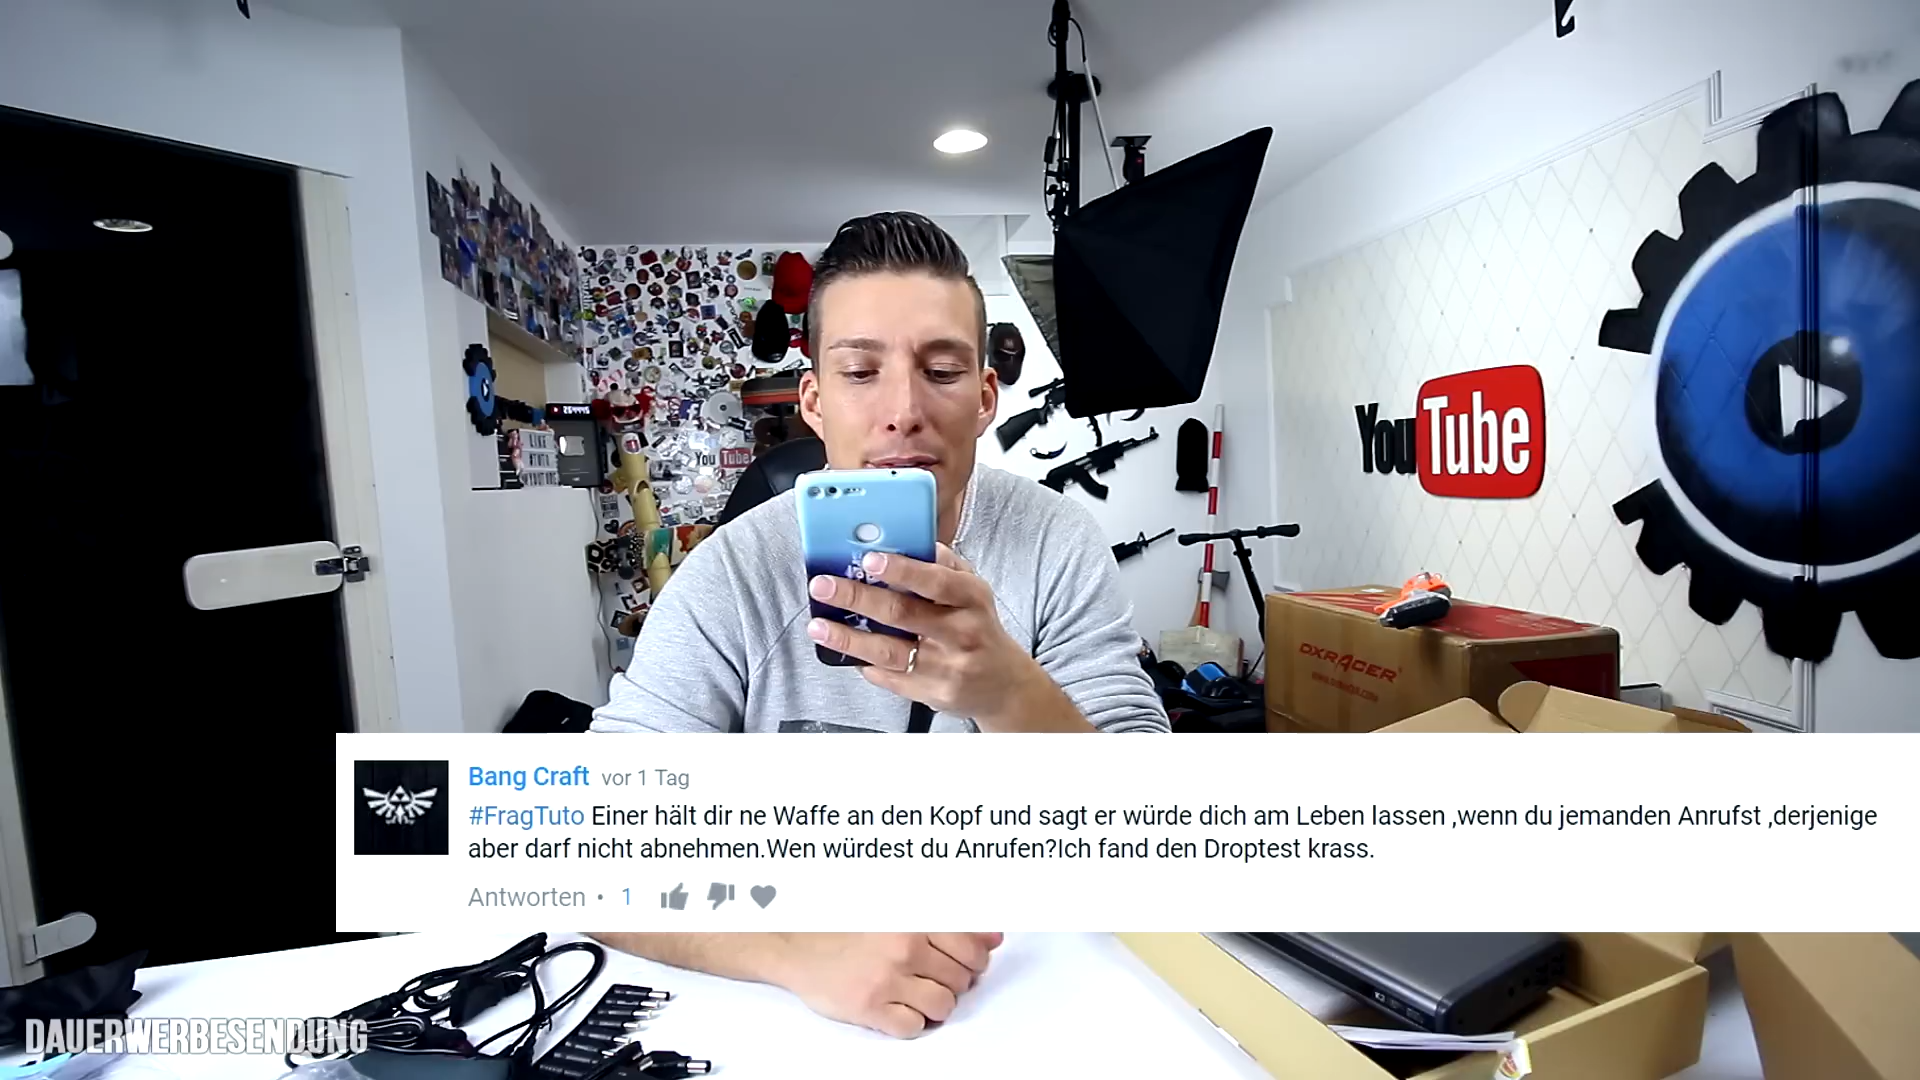 YouTube
You Tube
LIKE
DXRACER
Bang Craft vor 1 Tag
#FragTuto Einer hält dir ne Waffe an den Kopf und sagt er würde dich am Leben lassen ,wenn du jemanden Anrufst ,derjenige
aber darf nicht abnehmen.Wen würdest du Anrufen?Ich fand den Droptest krass.
Antworten • 1
DAUERWERBESENDUNG